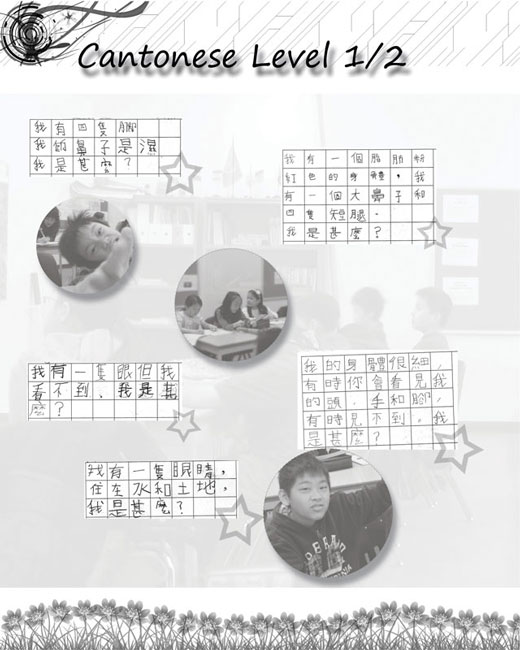 Cantonese Level 1/2
我有四隻腳
我的鼻子是濕
我是甚麼?
我有一個脂肪粉
紅色的身體,我
有一個大鼻子和
四隻短腿.
我是甚麼?
我有一隻眼但我
看不到、我是甚
麼?
我的身體很細,
有時你會看見我
的頭.手和腳,
有時見不到。我
是甚麼?
我有一隻眼睛,
住在水和土地,
我是甚麼?